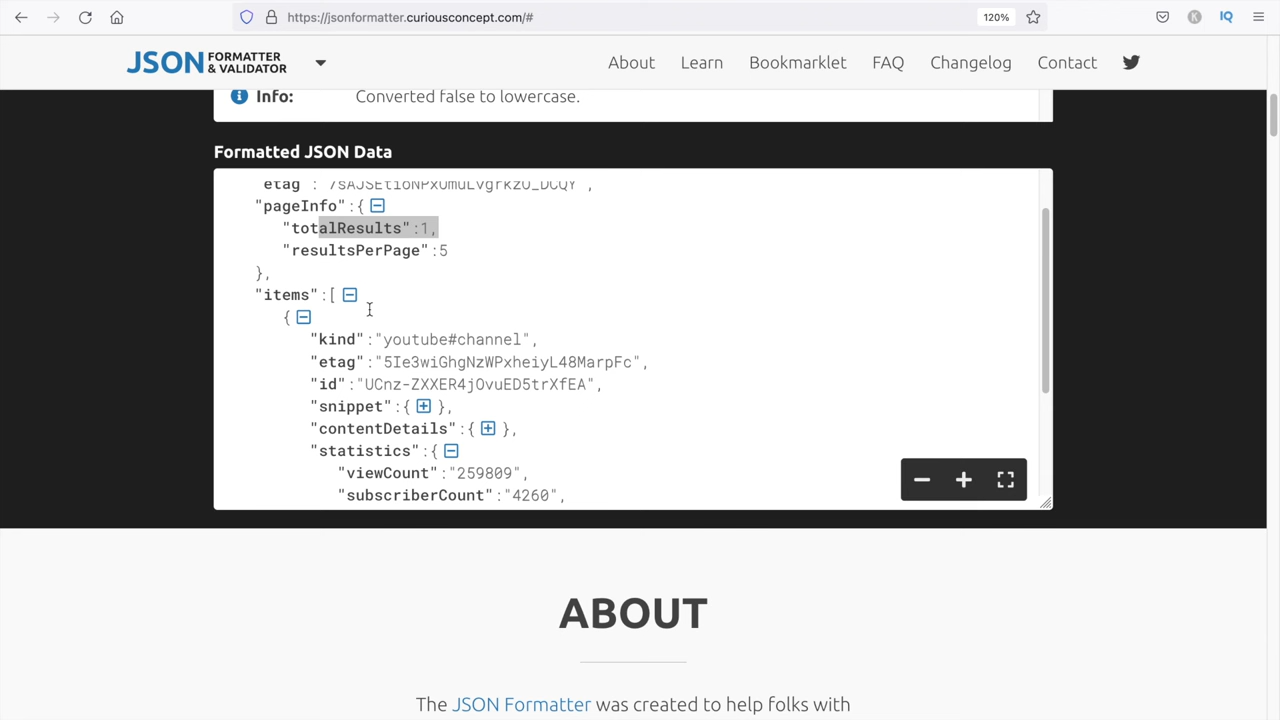 https://jsonformatter.curiousconcept.com/#
120%
K
IQ
JSON FORMATTER & VALIDATOR
About
Learn
Bookmarklet
FAQ
Changelog
Contact
Info: Converted false to lowercase.
Formatted JSON Data
"etag":
"pageInfo":{
"totalResults":1,
"resultsPerPage":5
},
"items":[
{
"kind":"youtube#channel",
"etag":"5Ie3wiGhgNzWPxheiyL48MarpFc",
"id":"UCnz-ZXXER4jOvuED5trXfEA",
"snippet":{ },
"contentDetails":{ },
"statistics":{
"viewCount":"259809",
"subscriberCount":"4260",
ABOUT
The JSON Formatter was created to help folks with